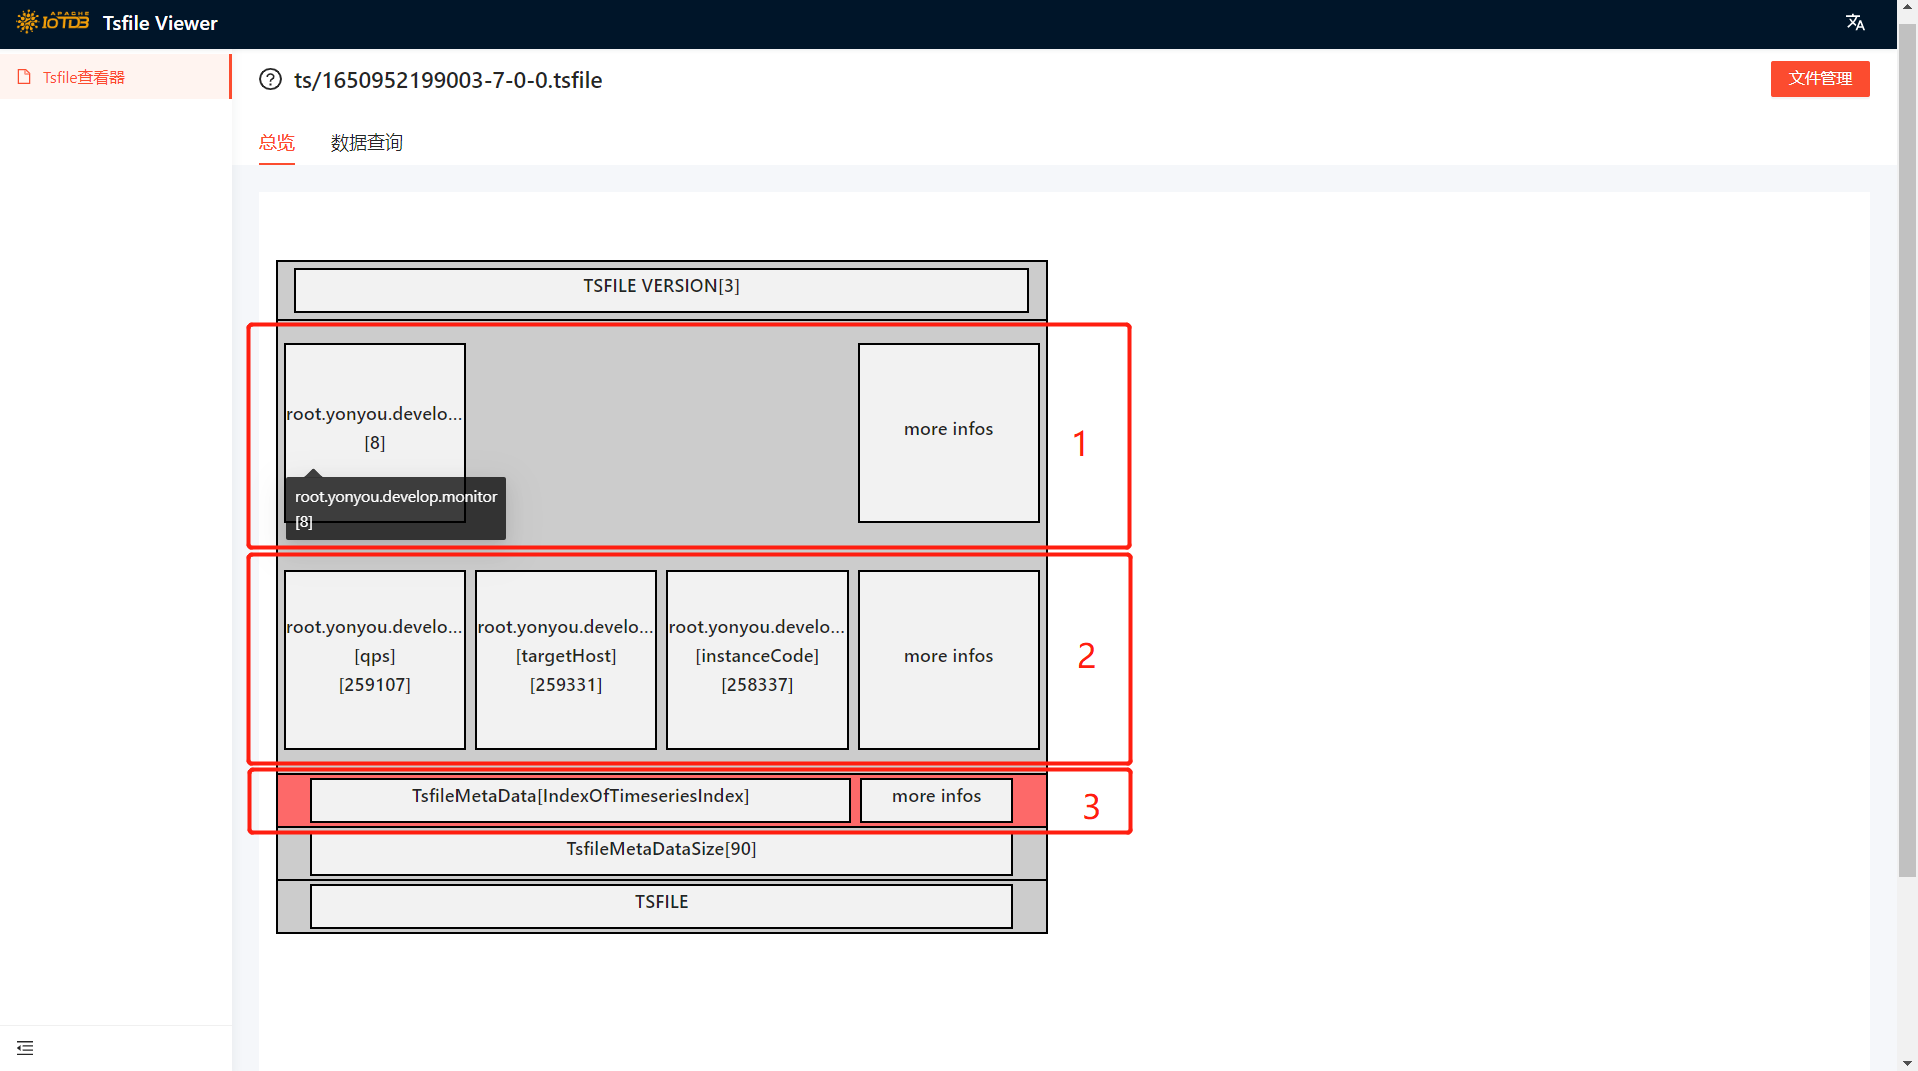 APACHE
IOTDB
Tsfile Viewer
Tsfile查看器
ts/1650952199003-7-0-0.tsfile
文件管理
总览
数据查询
TSFILE VERSION[3]
root.yonyou.develo...
[8]
more infos
1
root.yonyou.develop.monitor
[8]
root.yonyou.develo...
[qps]
[259107]
root.yonyou.develo...
[targetHost]
[259331]
root.yonyou.develo...
[instanceCode]
[258337]
more infos
2
TsfileMetaData[IndexOfTimeseriesIndex]
more infos
3
TsfileMetaDataSize[90]
TSFILE